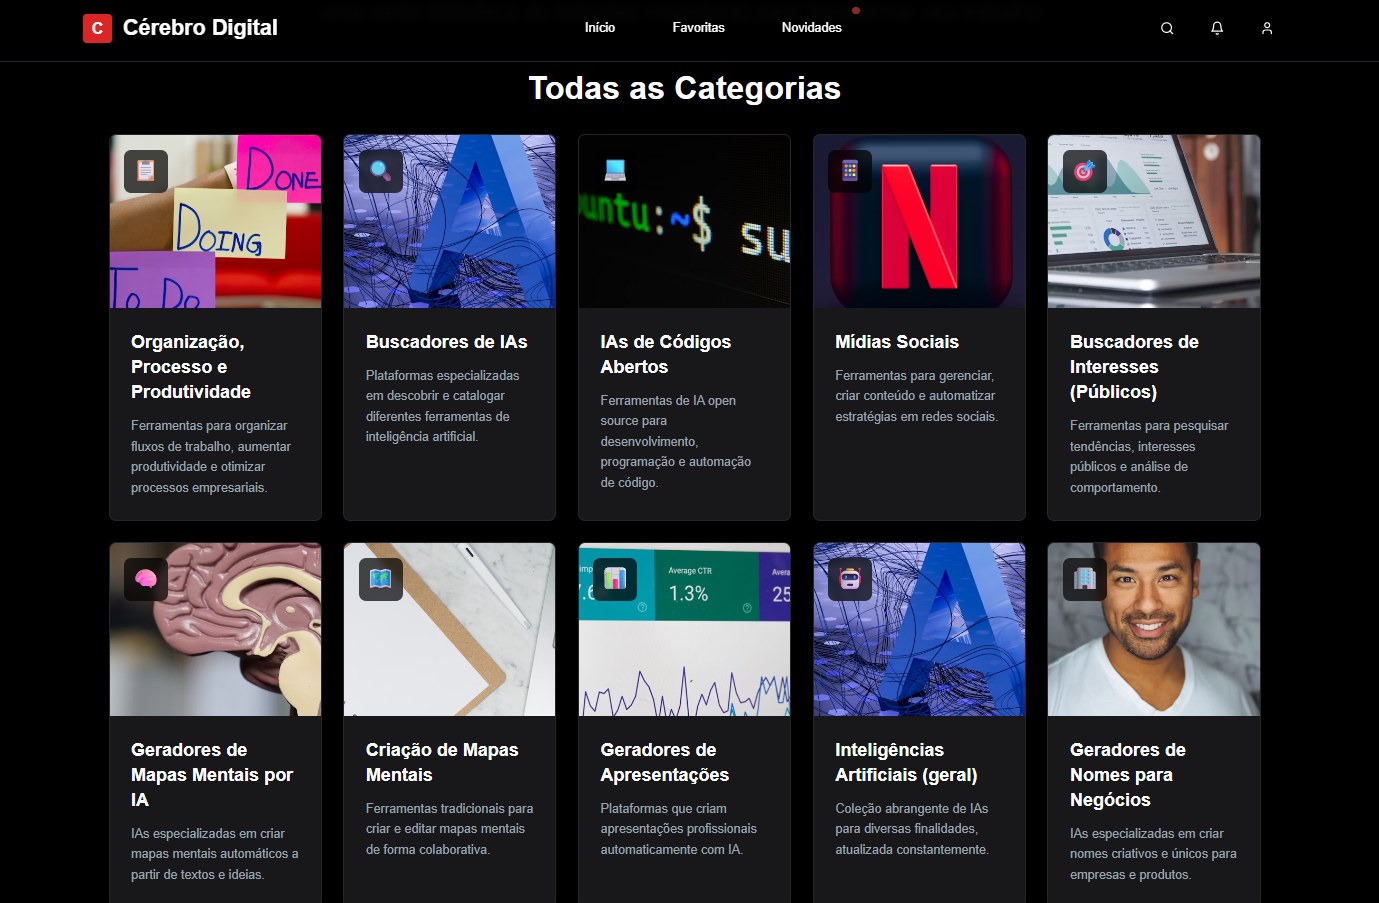 C Cérebro Digital
Início
Favoritas
Novidades
Todas as Categorias
DONE
DOING
TO DO
Organização,
Processo e
Produtividade
Ferramentas para organizar
fluxos de trabalho, aumentar
produtividade e otimizar
processos empresariais.
Buscadores de IAs
Plataformas especializadas
em descobrir e catalogar
diferentes ferramentas de
inteligência artificial.
untu:~$ su
IAs de Códigos
Abertos
Ferramentas de IA open
source para
desenvolvimento,
programação e automação
de código.
N
Mídias Sociais
Ferramentas para gerenciar,
criar conteúdo e automatizar
estratégias em redes sociais.
Buscadores de
Interesses
(Públicos)
Ferramentas para pesquisar
tendências, interesses
públicos e análise de
comportamento.
Geradores de
Mapas Mentais por
IA
IAs especializadas em criar
mapas mentais automáticos a
partir de textos e ideias.
Criação de Mapas
Mentais
Ferramentas tradicionais para
criar e editar mapas mentais
de forma colaborativa.
Average CTR
1.3%
Avera
25
Geradores de
Apresentações
Plataformas que criam
apresentações profissionais
automaticamente com IA.
Inteligências
Artificiais (geral)
Coleção abrangente de IAs
para diversas finalidades,
atualizada constantemente.
Geradores de
Nomes para
Negócios
IAs especializadas em criar
nomes criativos e únicos para
empresas e produtos.